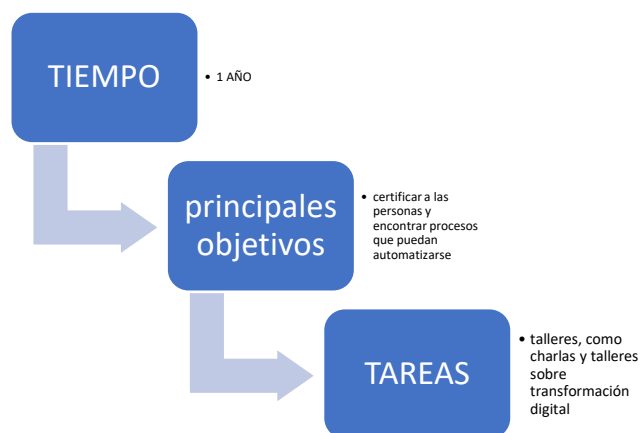 TIEMPO
• 1 AÑO
principales
objetivos
• certificar a las
personas y
encontrar procesos
que puedan
automatizarse
TAREAS
• talleres, como
charlas y talleres
sobre
transformación
digital